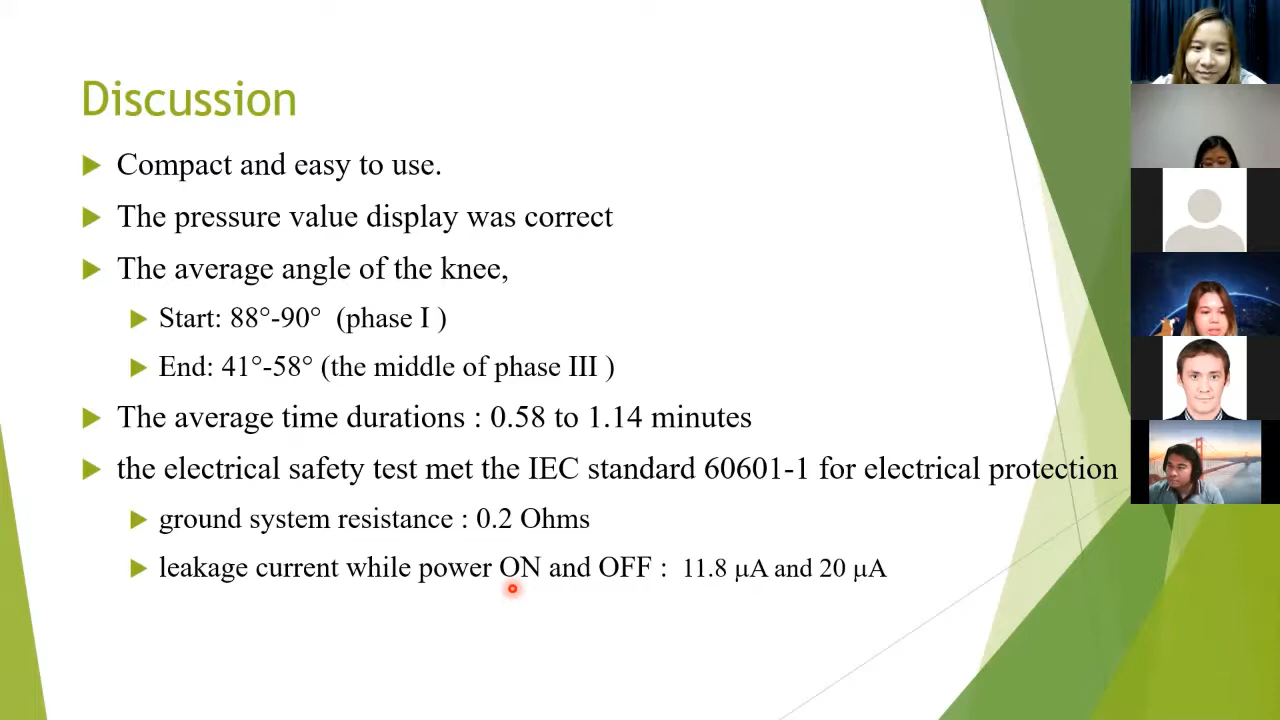 Discussion
Compact and easy to use.
The pressure value display was correct
The average angle of the knee,
Start: 88°-90°  (phase I )
End: 41°-58° (the middle of phase III )
The average time durations : 0.58 to 1.14 minutes
the electrical safety test met the IEC standard 60601-1 for electrical protection
ground system resistance : 0.2 Ohms
leakage current while power ON and OFF :  11.8 µA and 20 µA